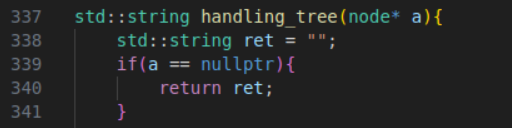 337 std::string handling_tree(node* a){
338 std::string ret = "";
339 if(a == nullptr){
340 return ret;
341 }